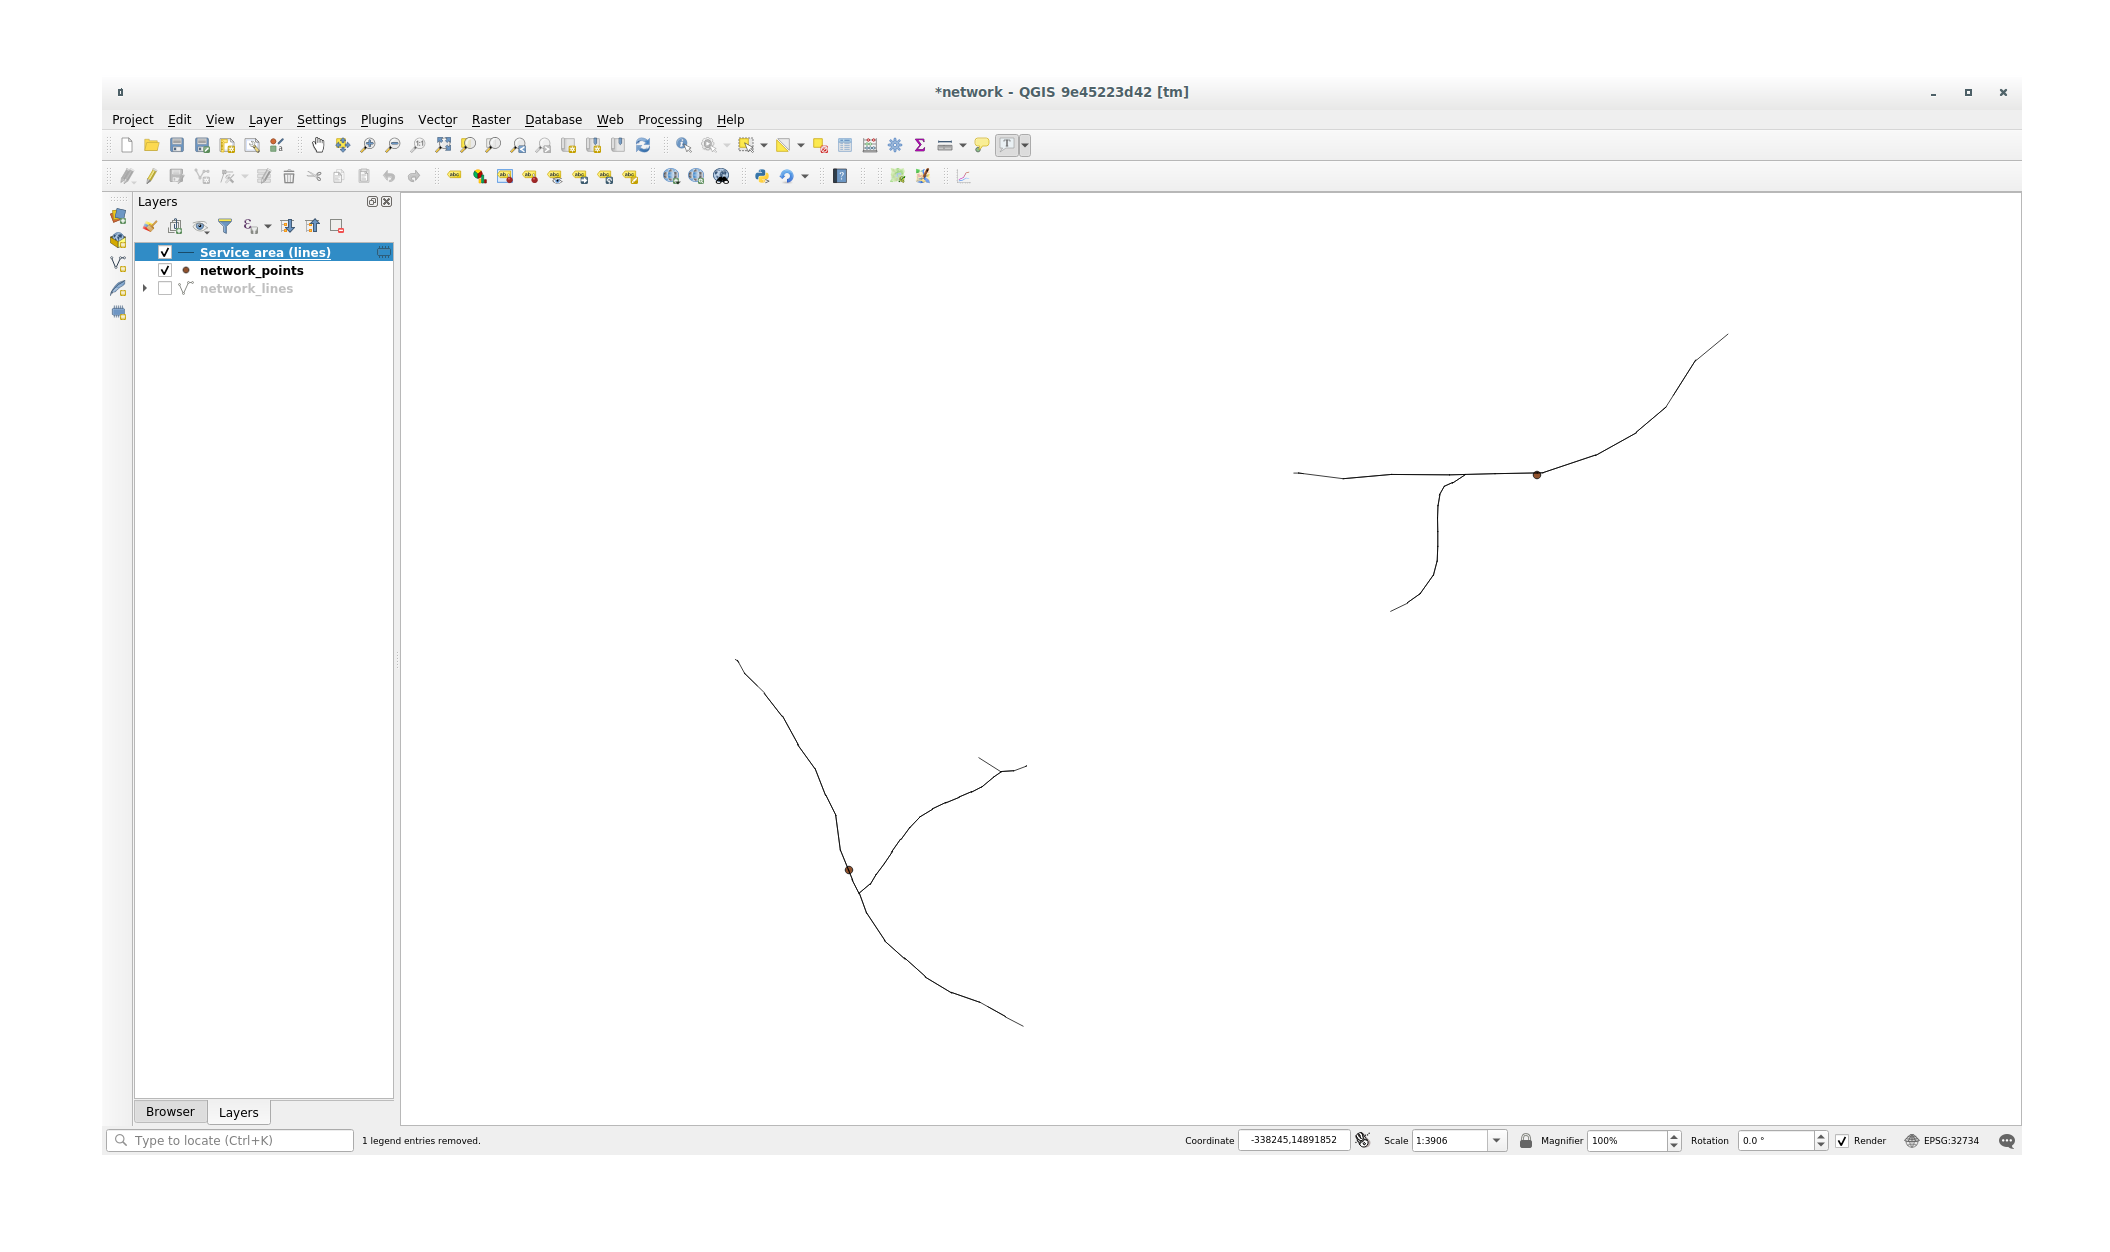 *network - QGIS 9e45223d42 [tm]
Project Edit View Layer Settings Plugins Vector Raster Database Web Processing Help
Layers
Service area (lines)
network_points
network_lines
Browser Layers
Type to locate (Ctrl+K) 1 legend entries removed. Coordinate -338245,14891852 Scale 1:3906 Magnifier 100% Rotation 0.0 ° Render EPSG:32734